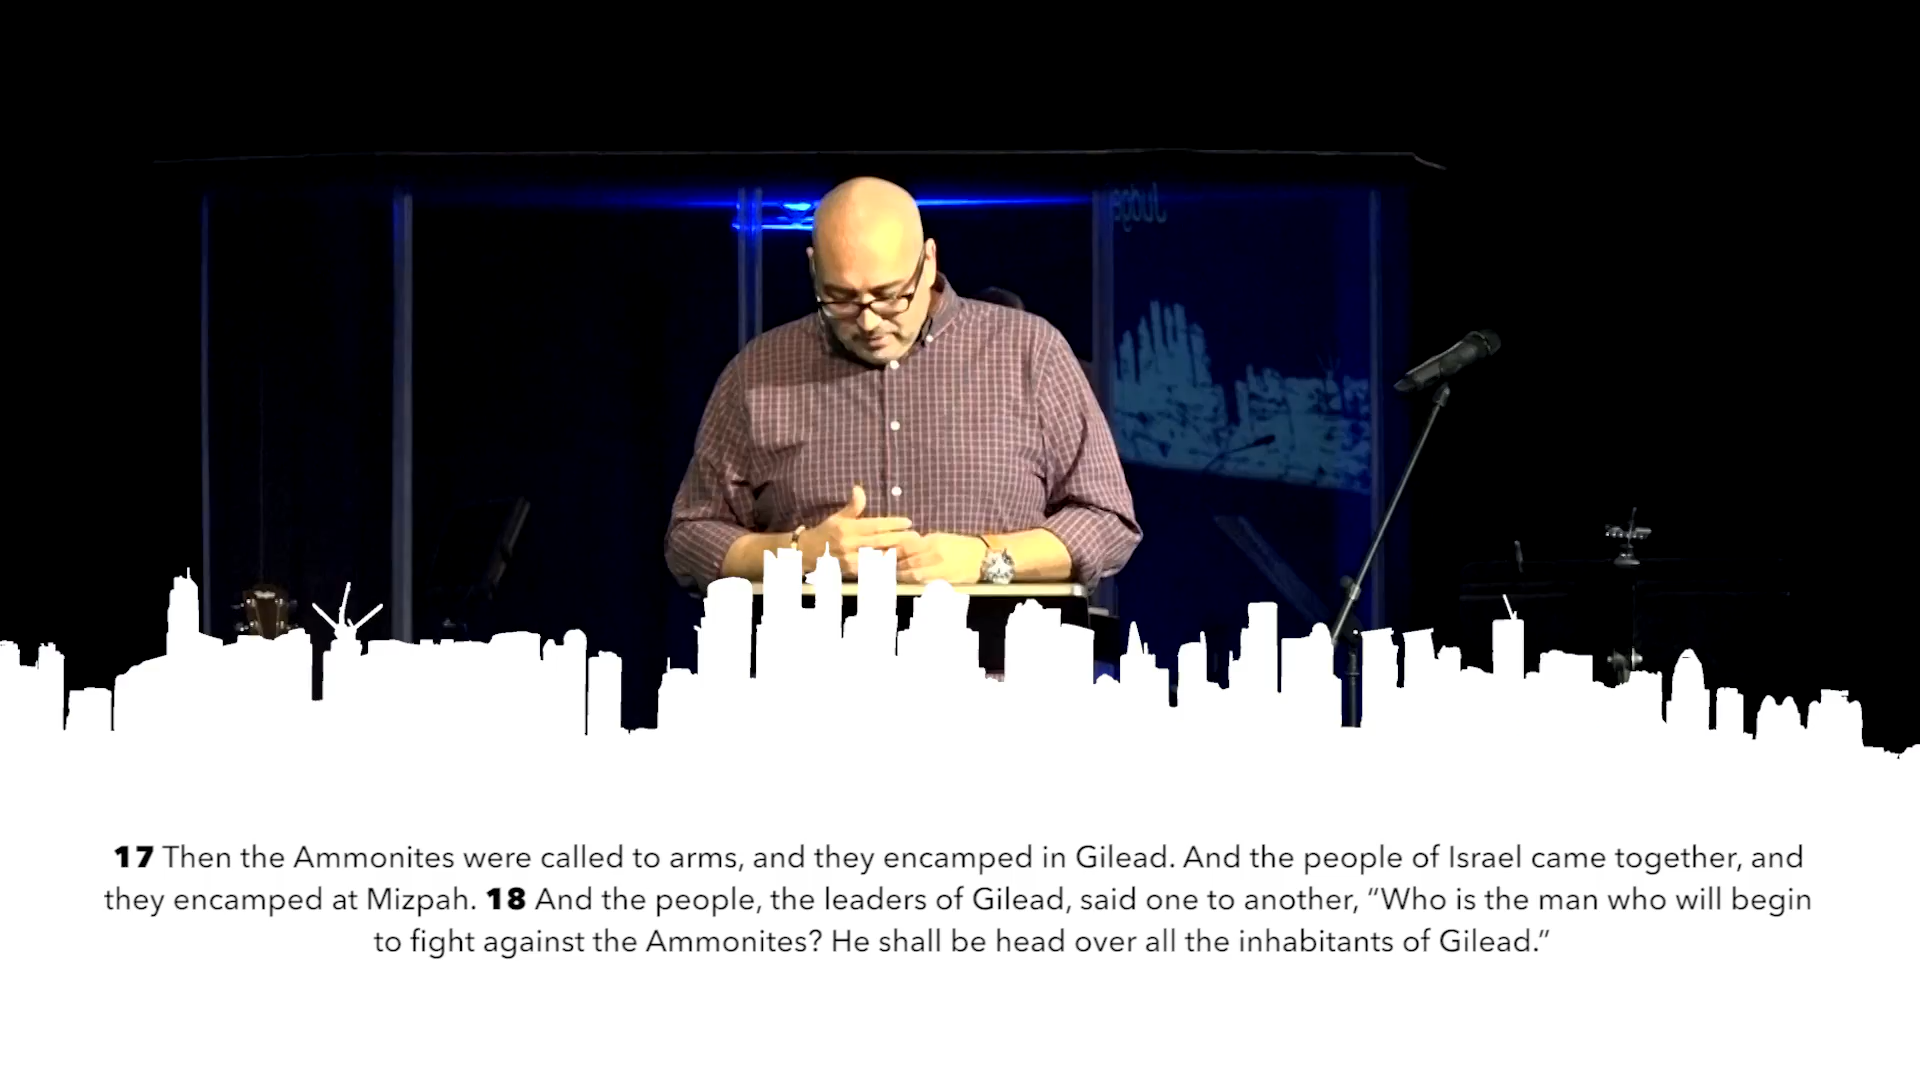 Judge
17 Then the Ammonites were called to arms, and they encamped in Gilead. And the people of Israel came together, and
they encamped at Mizpah. 18 And the people, the leaders of Gilead, said one to another, “Who is the man who will begin
to fight against the Ammonites? He shall be head over all the inhabitants of Gilead.”